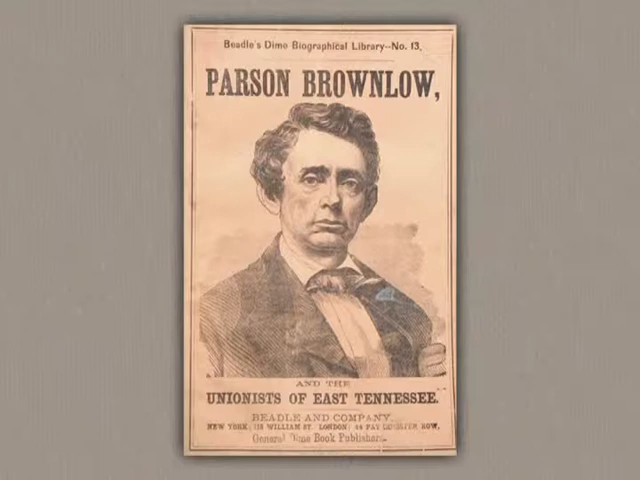 Beadle's Dime Biographical Library—No. 13.
PARSON BROWNLOW,
AND THE
UNIONISTS OF EAST TENNESSEE.
BEADLE AND COMPANY,
NEW YORK: 118 WILLIAM ST. LONDON: 44 PATERNOSTER ROW.
General Dime Book Publishers.